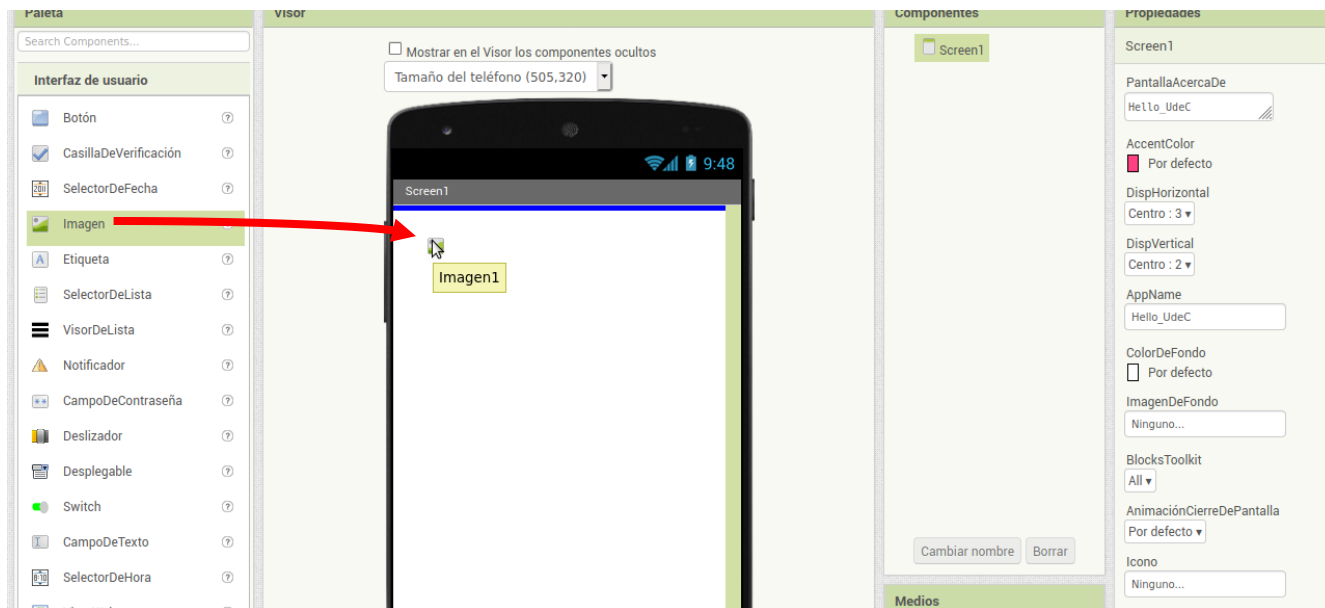 Paleta
Search Components...
Interfaz de usuario
Botón
?
CasillaDeVerificación
?
SelectorDeFecha
?
Imagen
Etiqueta
?
SelectorDeLista
?
VisorDeLista
?
Notificador
?
CampoDeContraseña
?
Deslizador
?
Desplegable
?
Switch
?
CampoDeTexto
?
SelectorDeHora
?
Visor
Mostrar en el Visor los componentes ocultos
Tamaño del teléfono (505,320)
9:48
Screen1
Imagen1
Componentes
Screen1
Cambiar nombre
Borrar
Medios
Propiedades
Screen1
PantallaAcercaDe
Hello_UdeC
AccentColor
Por defecto
DispHorizontal
Centro : 3
DispVertical
Centro : 2
AppName
Hello_UdeC
ColorDeFondo
Por defecto
ImagenDeFondo
Ninguno...
BlocksToolkit
All
AnimaciónCierreDePantalla
Por defecto
Icono
Ninguno...